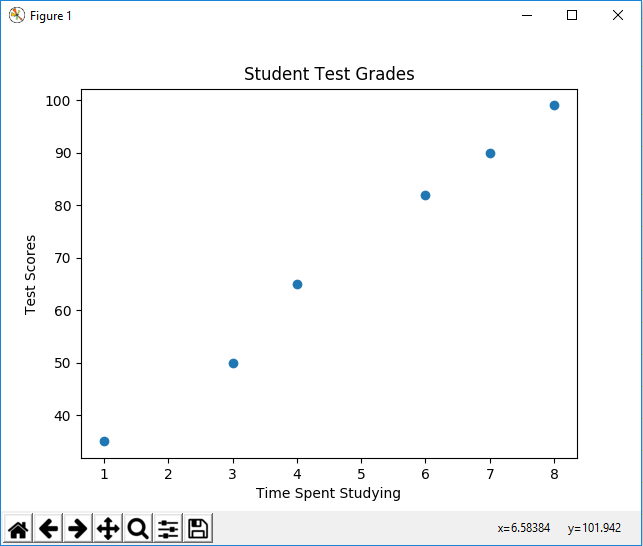 Figure 1
Student Test Grades
100
90
80
70
60
50
40
Test Scores
1 2 3 4 5 6 7 8
Time Spent Studying
x=6.58384 y=101.942